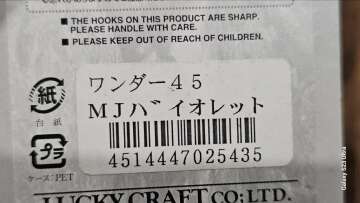 ■ THE HOOKS ON THIS PRODUCT ARE SHARP.
PLEASE HANDLE WITH CARE.
■ PLEASE KEEP OUT OF REACH OF CHILDREN.
紙
台紙
プラ
ケース:PET
ワンダー45
MJバイオレット
4514447025435
LUCKY CRAFT CO;LTD.
Galaxy S23 Ultra